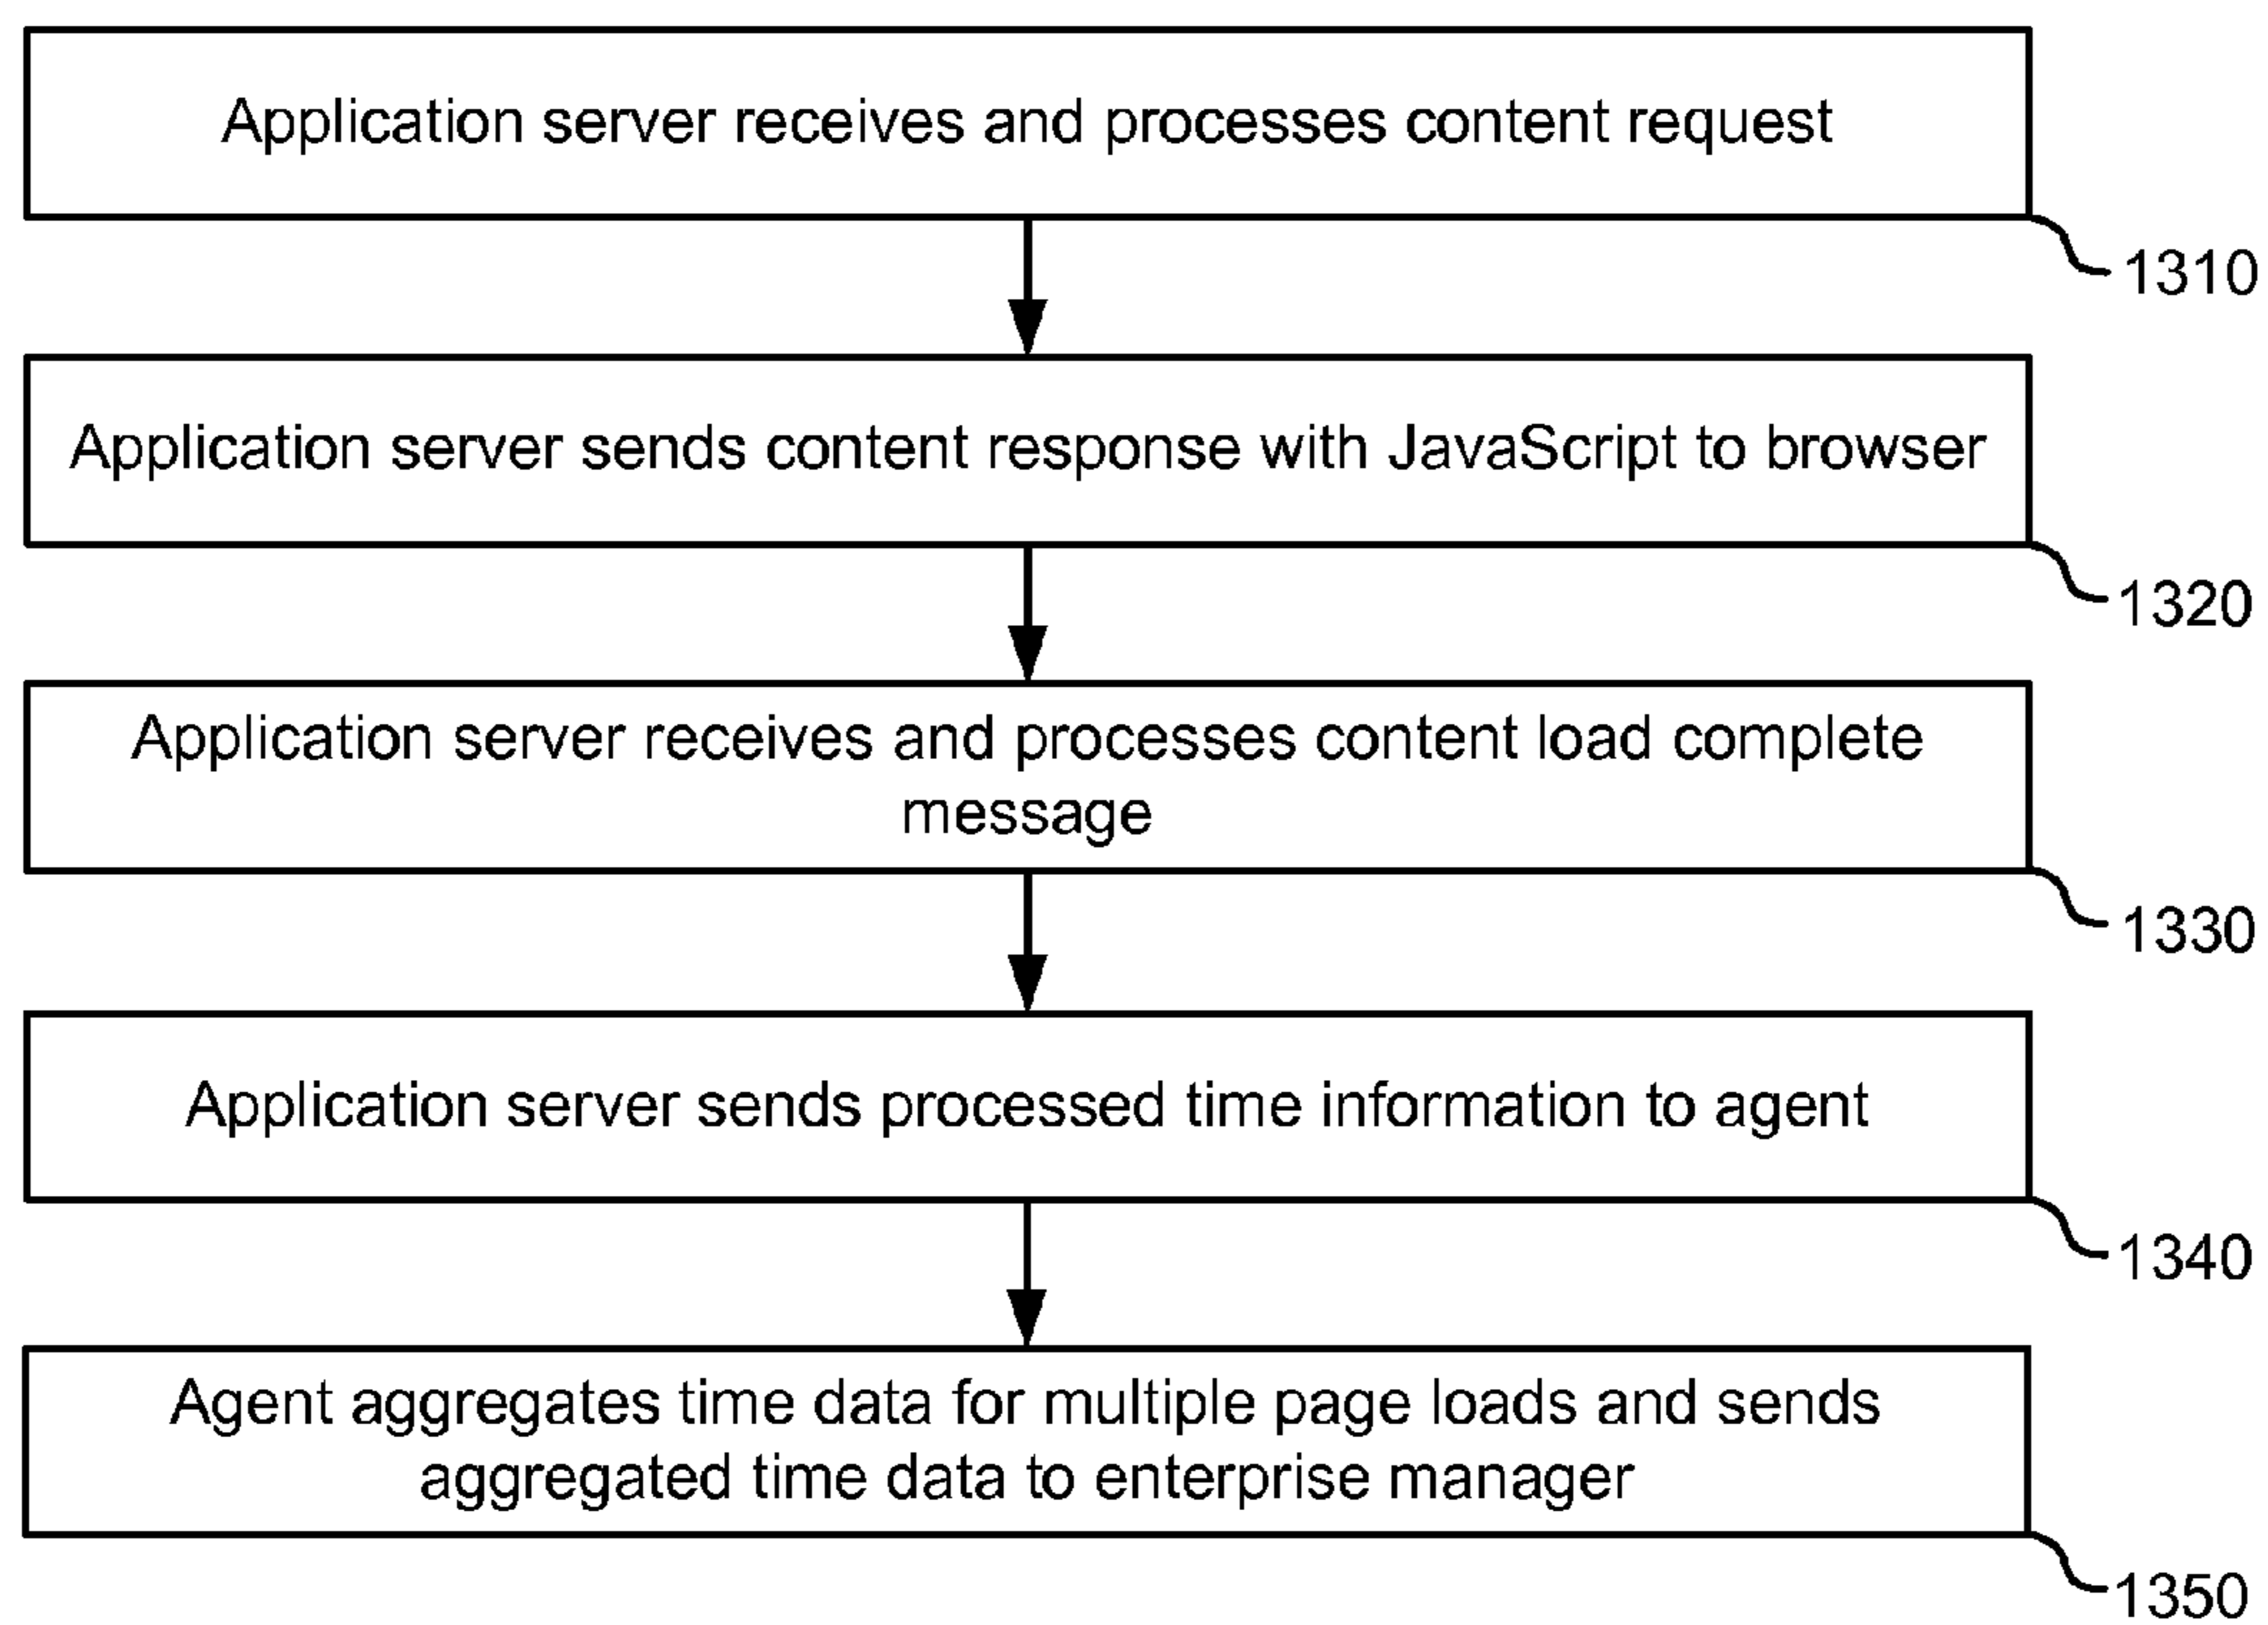 Application server receives and processes content request
1310
Application server sends content response with JavaScript to browser
1320
Application server receives and processes content load complete
message
1330
Application server sends processed time information to agent
1340
Agent aggregates time data for multiple page loads and sends
aggregated time data to enterprise manager
1350